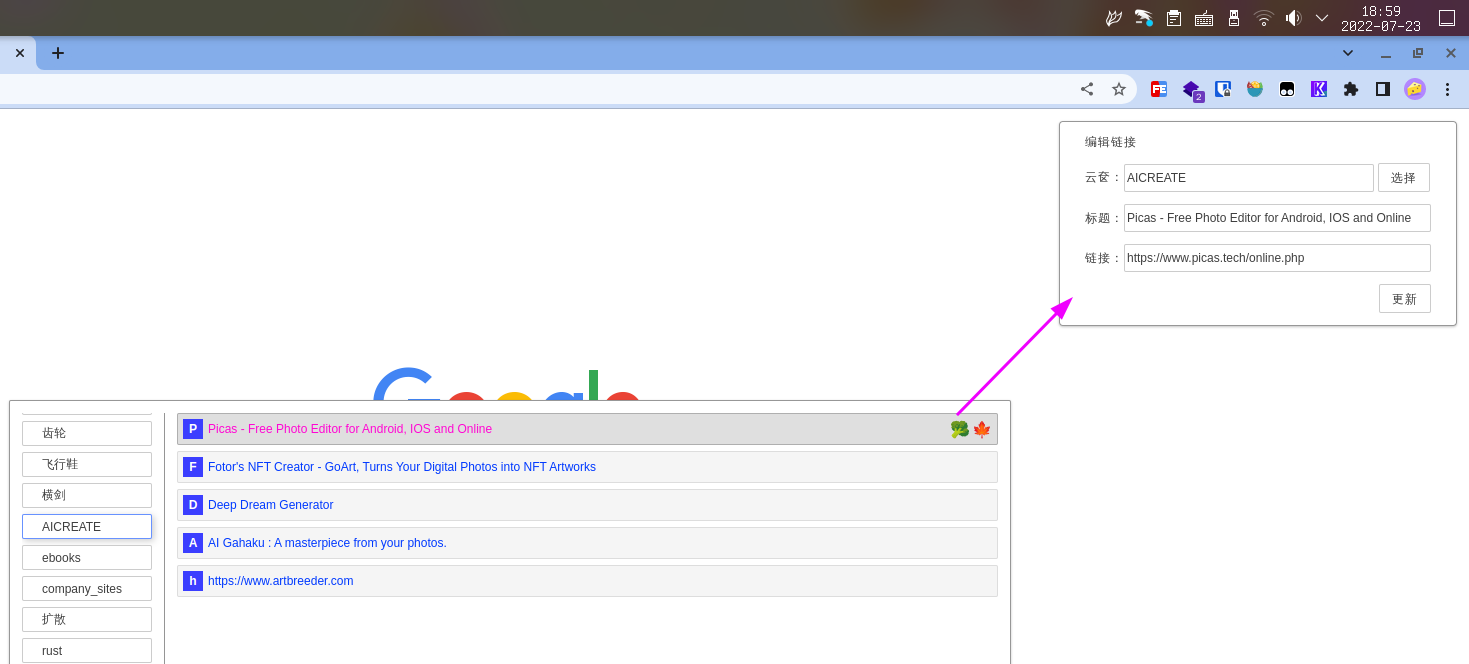 18:59
2022-07-23
FE
2
K
编辑链接
云奁：
AICREATE
选择
标题：
Picas - Free Photo Editor for Android, IOS and Online
链接：
https://www.picas.tech/online.php
更新
齿轮
飞行鞋
横剑
AICREATE
ebooks
company_sites
扩散
rust
P Picas - Free Photo Editor for Android, IOS and Online
F Fotor's NFT Creator - GoArt, Turns Your Digital Photos into NFT Artworks
D Deep Dream Generator
A AI Gahaku : A masterpiece from your photos.
h https://www.artbreeder.com